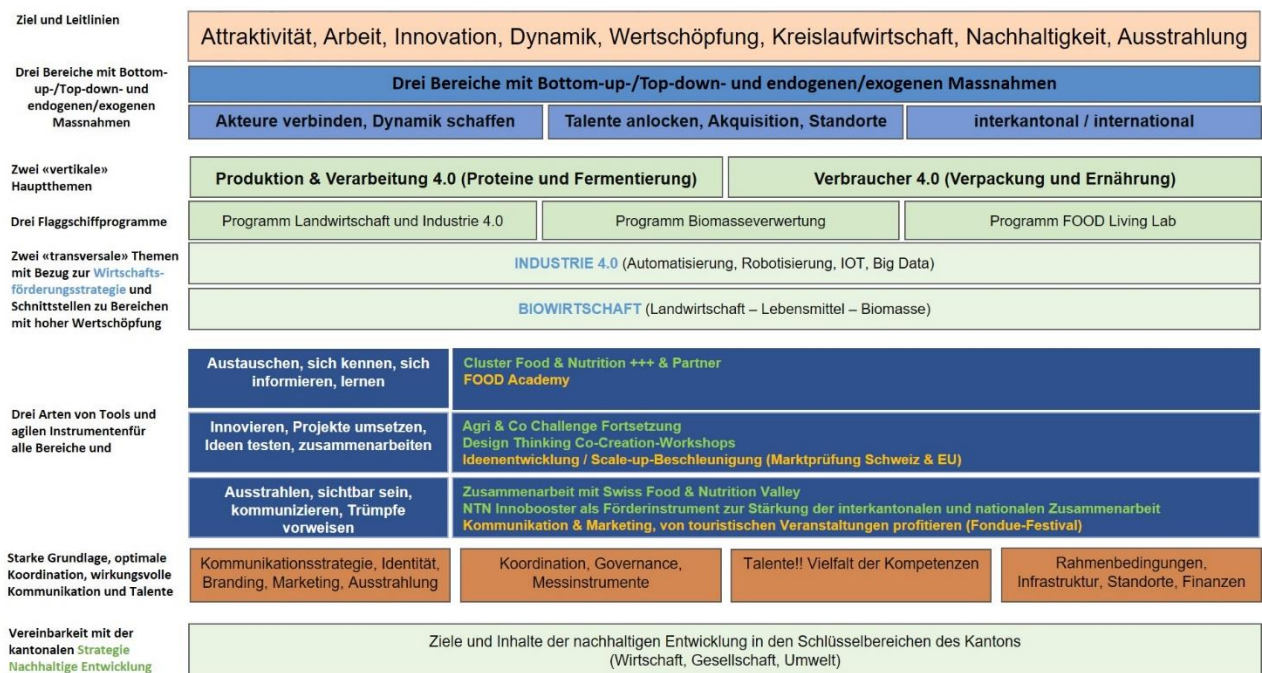 Ziel und Leitlinien
Attraktivität, Arbeit, Innovation, Dynamik, Wertschöpfung, Kreislaufwirtschaft, Nachhaltigkeit, Ausstrahlung
Drei Bereiche mit Bottom-
up-/Top-down- und
endogenen/exogenen
Massnahmen
Drei Bereiche mit Bottom-up-/Top-down- und endogenen/exogenen Massnahmen
Akteure verbinden, Dynamik schaffen
Talente anlocken, Akquisition, Standorte
interkantonal / international
Zwei «vertikale»
Hauptthemen
Produktion & Verarbeitung 4.0 (Proteine und Fermentierung)
Verbraucher 4.0 (Verpackung und Ernährung)
Drei Flaggschiffprogramme
Programm Landwirtschaft und Industrie 4.0
Programm Biomasseverwertung
Programm FOOD Living Lab
Zwei «transversale» Themen
mit Bezug zur Wirtschafts-
förderungsstrategie und
Schnittstellen zu Bereichen
mit hoher Wertschöpfung
INDUSTRIE 4.0 (Automatisierung, Robotisierung, IOT, Big Data)
BIOWIRTSCHAFT (Landwirtschaft – Lebensmittel – Biomasse)
Drei Arten von Tools und
agilen Instrumentenfür
alle Bereiche und
Austauschen, sich kennen, sich
informieren, lernen
Cluster Food & Nutrition +++ & Partner
FOOD Academy
Innovieren, Projekte umsetzen,
Ideen testen, zusammenarbeiten
Agri & Co Challenge Fortsetzung
Design Thinking Co-Creation-Workshops
Ideenentwicklung / Scale-up-Beschleunigung (Marktprüfung Schweiz & EU)
Ausstrahlen, sichtbar sein,
kommunizieren, Trümpfe
vorweisen
Zusammenarbeit mit Swiss Food & Nutrition Valley
NTN Innobooster als Förderinstrument zur Stärkung der interkantonalen und nationalen Zusammenarbeit
Kommunikation & Marketing, von touristischen Veranstaltungen profitieren (Fondue-Festival)
Starke Grundlage, optimale
Koordination, wirkungsvolle
Kommunikation und Talente
Kommunikationsstrategie, Identität,
Branding, Marketing, Ausstrahlung
Koordination, Governance,
Messinstrumente
Talente!! Vielfalt der Kompetenzen
Rahmenbedingungen,
Infrastruktur, Standorte, Finanzen
Vereinbarkeit mit der
kantonalen Strategie
Nachhaltige Entwicklung
Ziele und Inhalte der nachhaltigen Entwicklung in den Schlüsselbereichen des Kantons
(Wirtschaft, Gesellschaft, Umwelt)